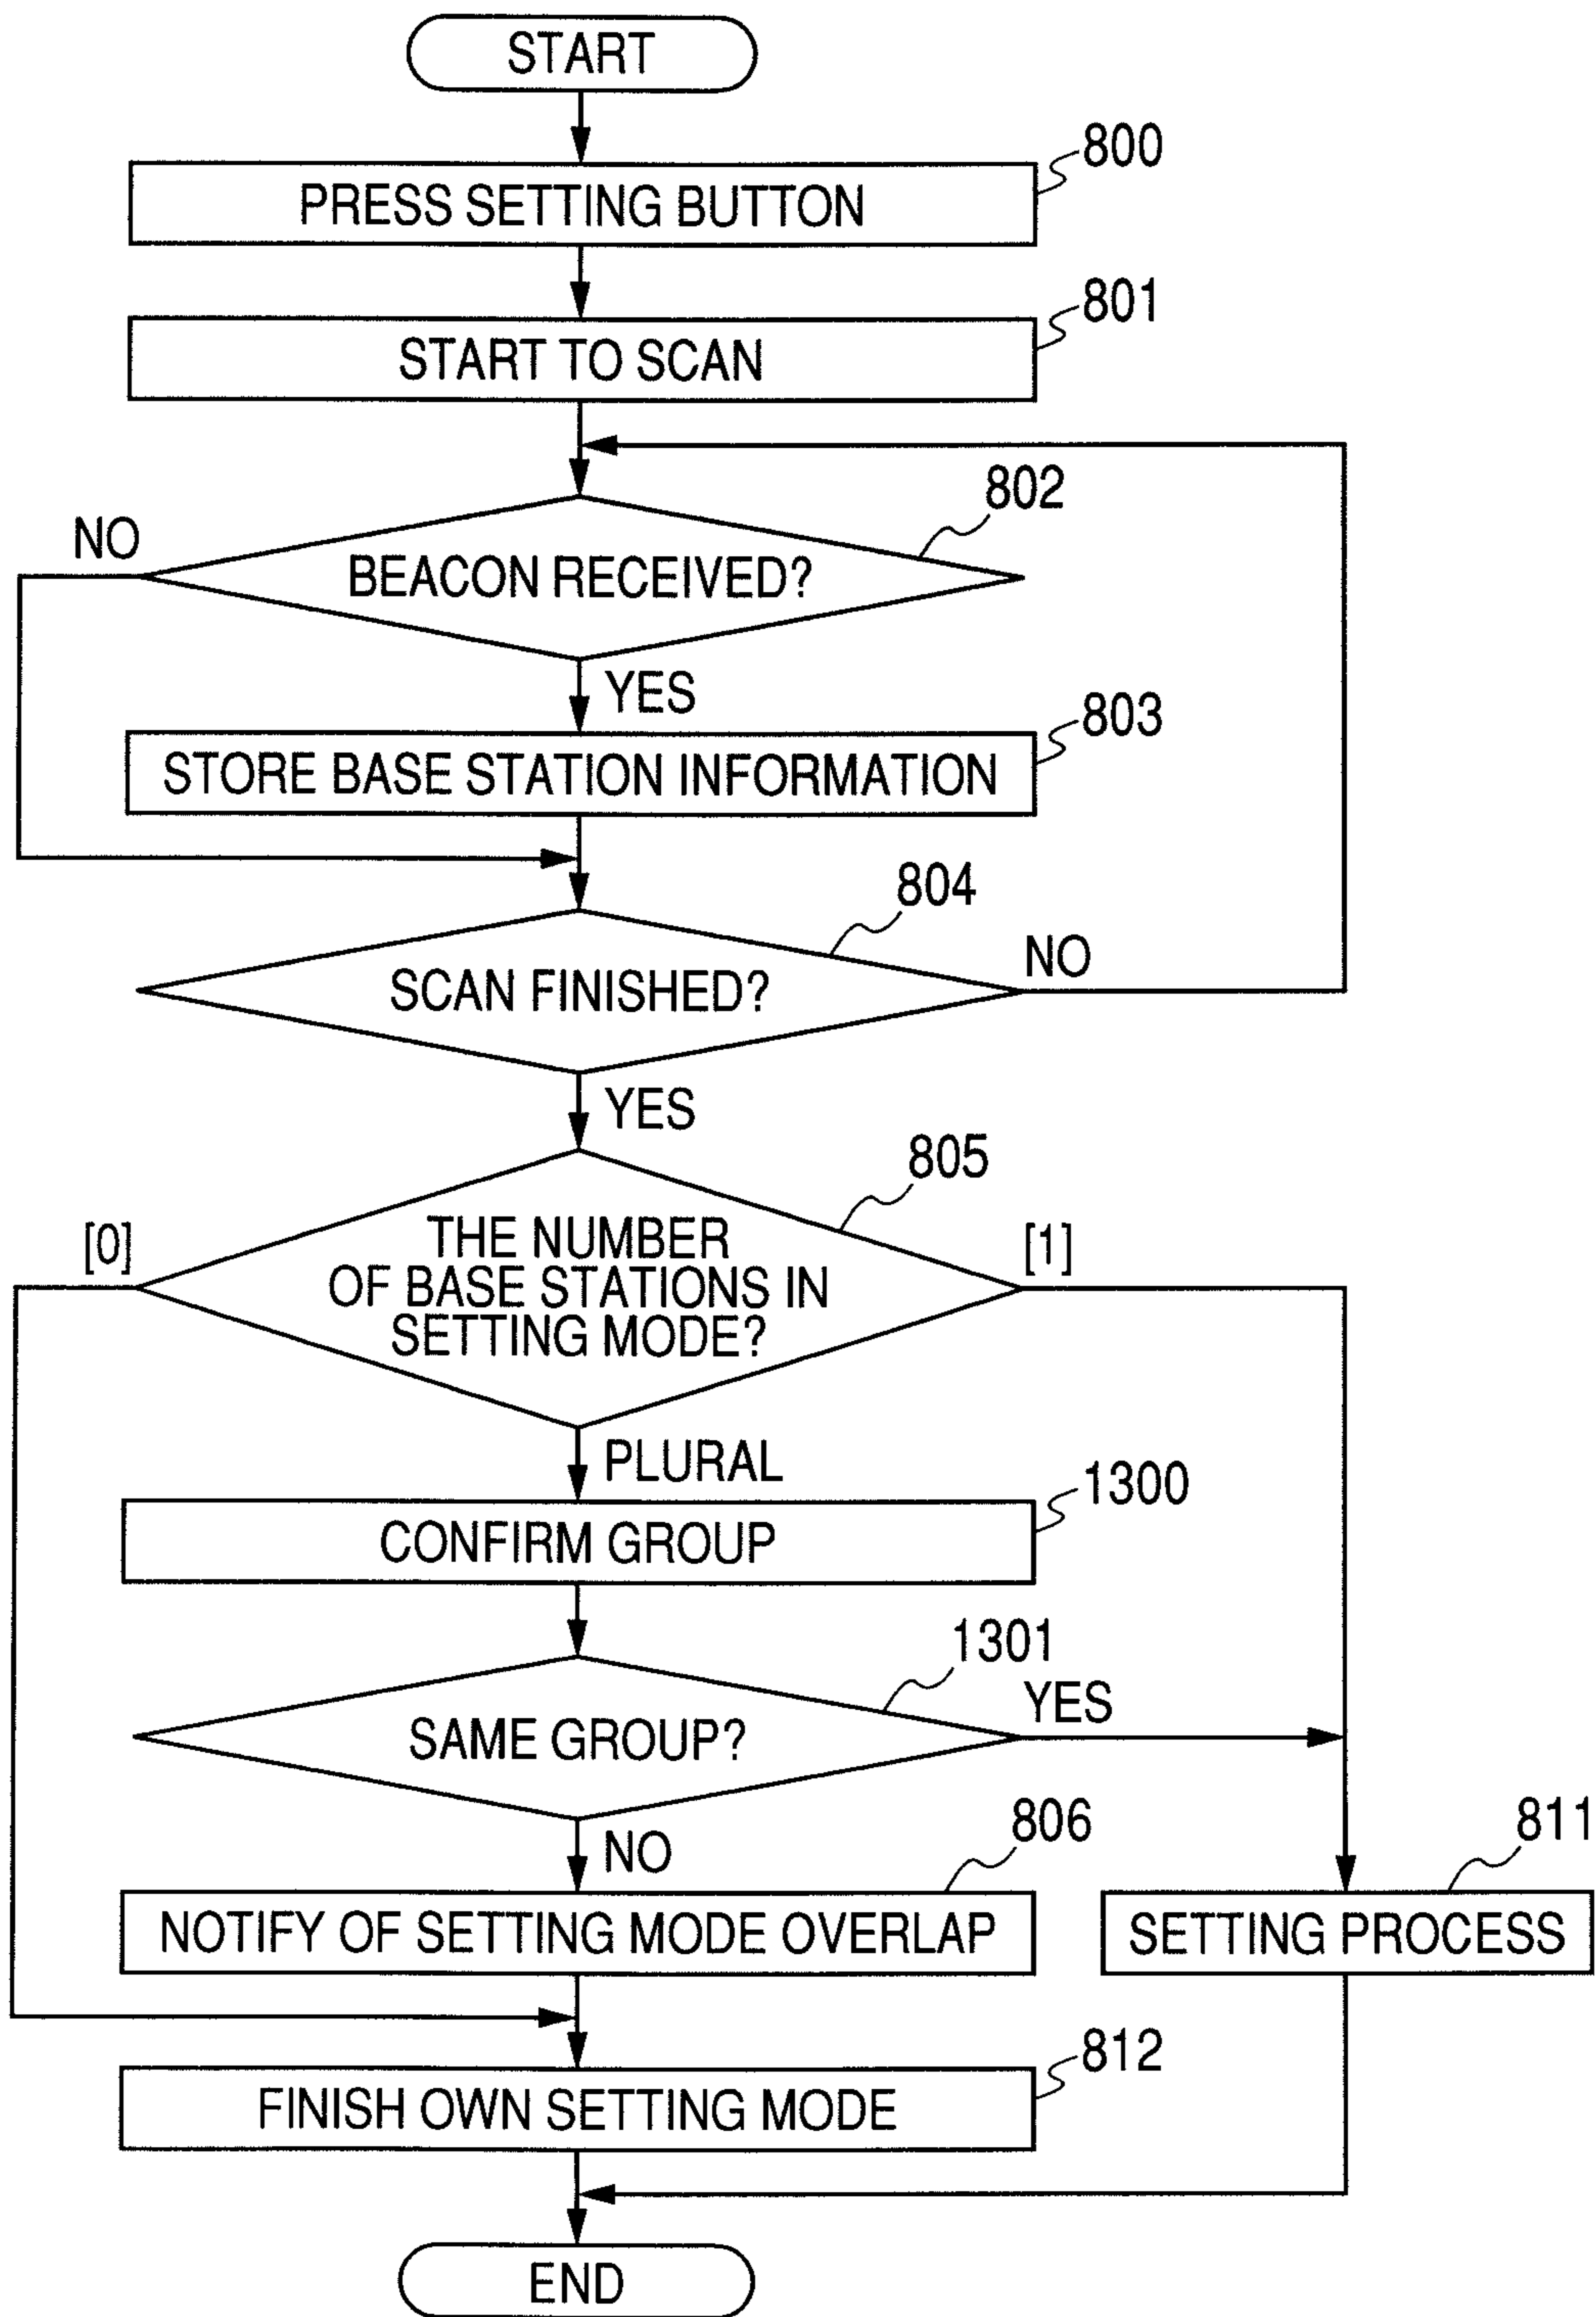 START
800
PRESS SETTING BUTTON
801
START TO SCAN
802
NO
BEACON RECEIVED?
YES
803
STORE BASE STATION INFORMATION
804
NO
SCAN FINISHED?
YES
805
[0]
[1]
THE NUMBER
OF BASE STATIONS IN
SETTING MODE?
PLURAL
1300
CONFIRM GROUP
1301
YES
SAME GROUP?
NO
806
811
NOTIFY OF SETTING MODE OVERLAP
SETTING PROCESS
812
FINISH OWN SETTING MODE
END